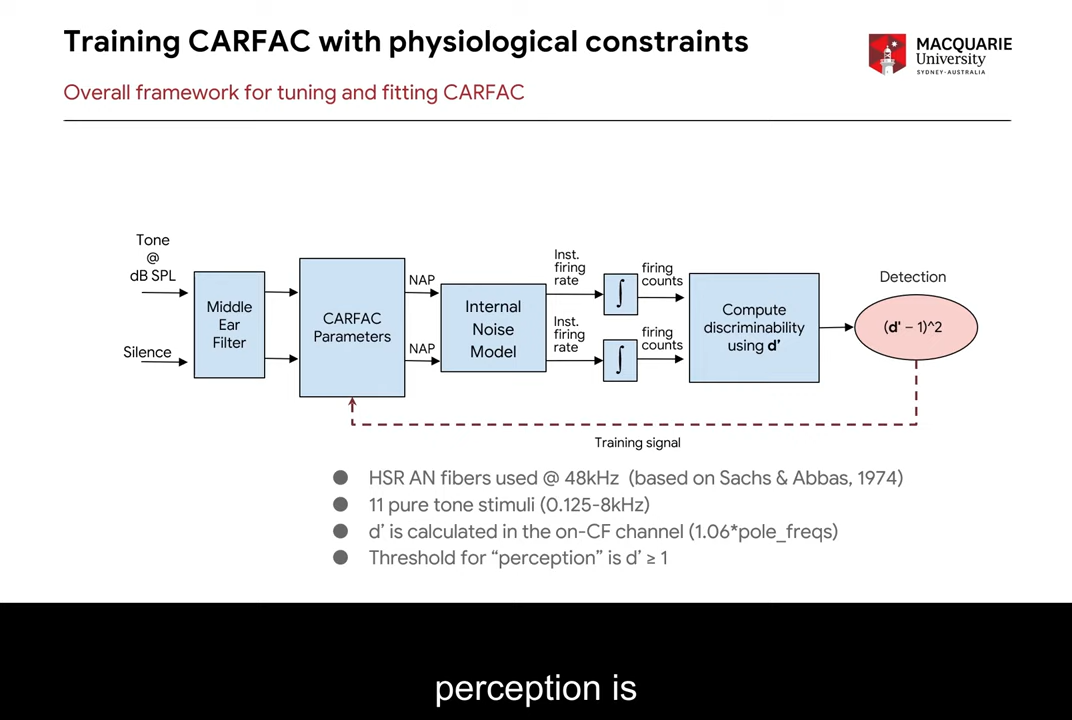 Training CARFAC with physiological constraints
MACQUARIE
University
SYDNEY·AUSTRALIA
Overall framework for tuning and fitting CARFAC
Tone
@
dB SPL
Silence
Middle
Ear
Filter
CARFAC
Parameters
NAP
NAP
Internal
Noise
Model
Inst.
firing
rate
Inst.
firing
rate
∫
∫
firing
counts
firing
counts
Compute
discriminability
using d’
Detection
(d' – 1)^2
Training signal
● HSR AN fibers used @ 48kHz (based on Sachs & Abbas, 1974)
● 11 pure tone stimuli (0.125-8kHz)
● d’ is calculated in the on-CF channel (1.06*pole_freqs)
● Threshold for “perception” is d’ ≥ 1
perception is